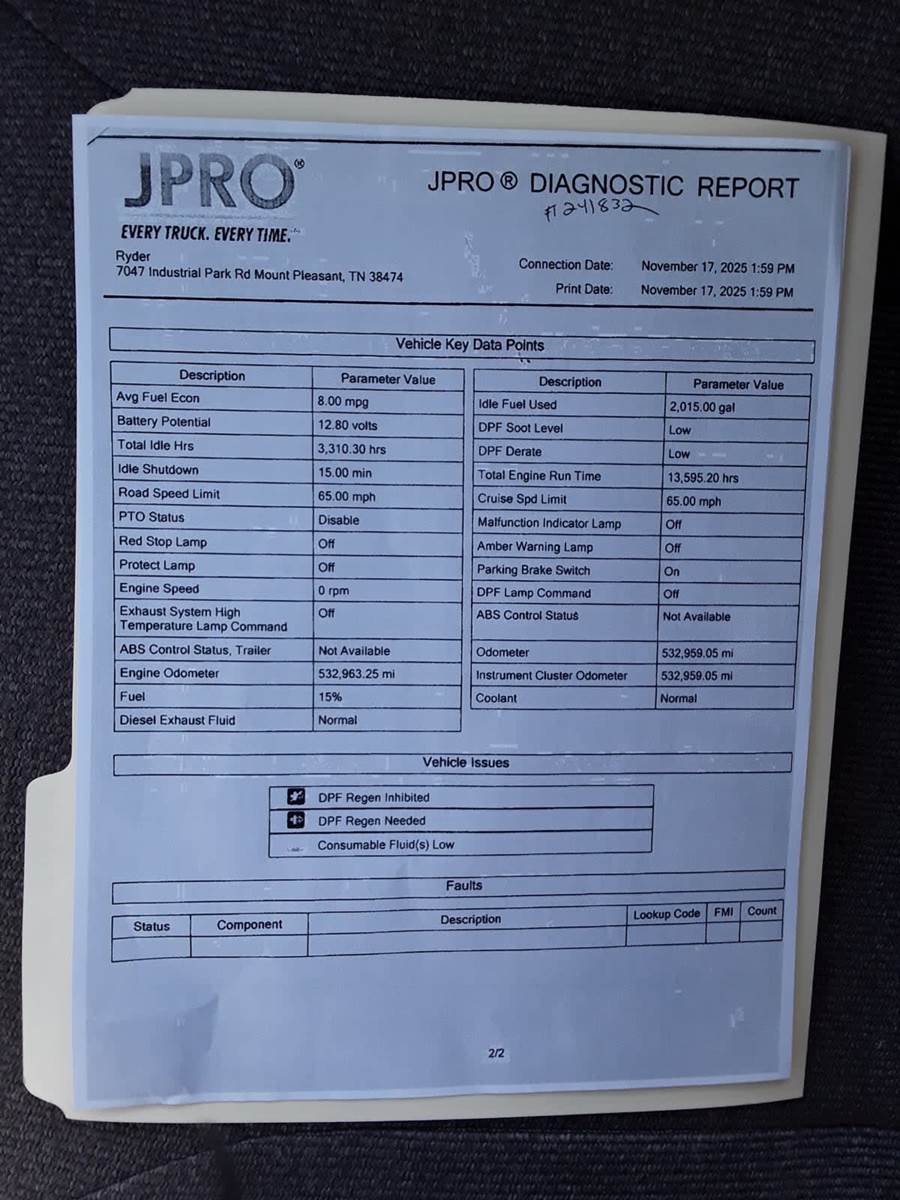 JPRO®
EVERY TRUCK. EVERY TIME.
JPRO® DIAGNOSTIC REPORT
241832
Ryder
7047 Industrial Park Rd Mount Pleasant, TN 38474
Connection Date: November 17, 2025 1:59 PM
Print Date: November 17, 2025 1:59 PM
Vehicle Key Data Points
Description Parameter Value
Avg Fuel Econ 8.00 mpg
Battery Potential 12.80 volts
Total Idle Hrs 3,310.30 hrs
Idle Shutdown 15.00 min
Road Speed Limit 65.00 mph
PTO Status Disable
Red Stop Lamp Off
Protect Lamp Off
Engine Speed 0 rpm
Exhaust System High Off
Temperature Lamp Command
ABS Control Status, Trailer Not Available
Engine Odometer 532,963.25 mi
Fuel 15%
Diesel Exhaust Fluid Normal
Description Parameter Value
Idle Fuel Used 2,015.00 gal
DPF Soot Level Low
DPF Derate Low
Total Engine Run Time 13,595.20 hrs
Cruise Spd Limit 65.00 mph
Malfunction Indicator Lamp Off
Amber Warning Lamp Off
Parking Brake Switch On
DPF Lamp Command Off
ABS Control Status Not Available
Odometer 532,959.05 mi
Instrument Cluster Odometer 532,959.05 mi
Coolant Normal
Vehicle Issues
DPF Regen Inhibited
DPF Regen Needed
Consumable Fluid(s) Low
Faults
Status Component Description Lookup Code FMI Count
2/2